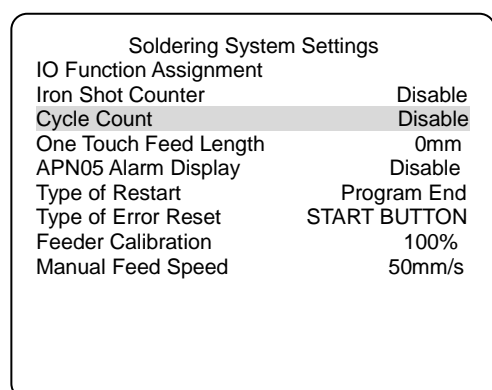 Soldering System Settings
IO Function Assignment
Iron Shot Counter Disable
Cycle Count Disable
One Touch Feed Length 0mm
APN05 Alarm Display Disable
Type of Restart Program End
Type of Error Reset START BUTTON
Feeder Calibration 100%
Manual Feed Speed 50mm/s